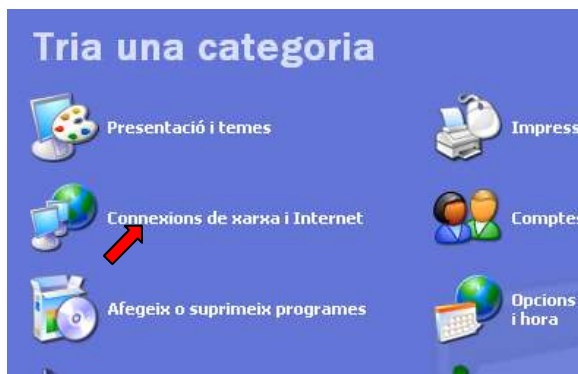 Tria una categoria
Presentació i temes
Impress
Connexions de xarxa i Internet
Comptes
Afegeix o suprimeix programes
Opcions
i hora